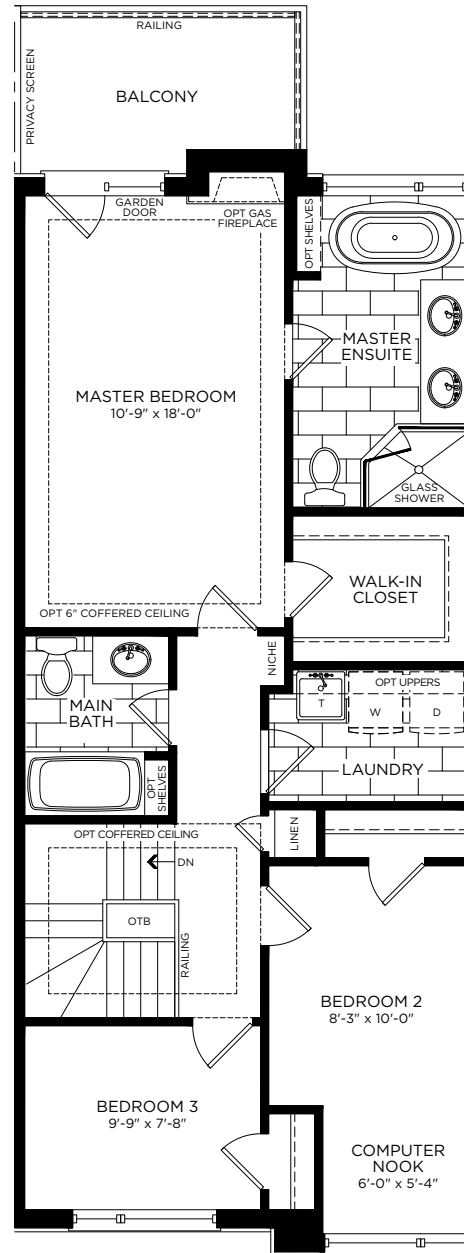 RAILING
PRIVACY SCREEN
BALCONY
GARDEN
DOOR
OPT GAS
FIREPLACE
OPT SHELVES
MASTER
ENSUITE
MASTER BEDROOM
10'-9" x 18'-0"
GLASS
SHOWER
WALK-IN
CLOSET
OPT 6" COFFERED CEILING
NICHE
MAIN
BATH
OPT UPPERS
T
W
D
LAUNDRY
OPT
SHELVES
OPT COFFERED CEILING
LINEN
DN
OTB
RAILING
BEDROOM 2
8'-3" x 10'-0"
BEDROOM 3
9'-9" x 7'-8"
COMPUTER
NOOK
6'-0" x 5'-4"